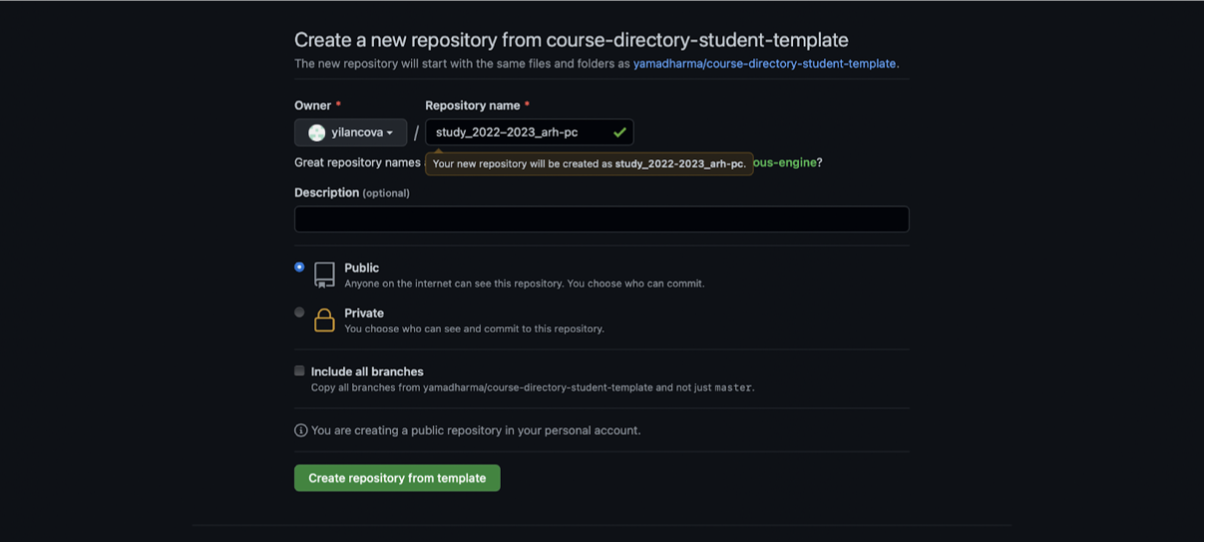 Create a new repository from course-directory-student-template
The new repository will start with the same files and folders as yamadharma/course-directory-student-template.
Owner *
Repository name *
yilancova
/
study_2022–2023_arh-pc
Great repository names
Your new repository will be created as study_2022-2023_arh-pc.
ous-engine?
Description (optional)
Public
Anyone on the internet can see this repository. You choose who can commit.
Private
You choose who can see and commit to this repository.
Include all branches
Copy all branches from yamadharma/course-directory-student-template and not just master.
You are creating a public repository in your personal account.
Create repository from template